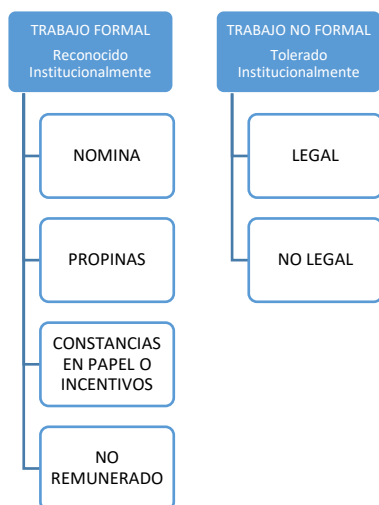 TRABAJO FORMAL
Reconocido
Institucionalmente
NOMINA
PROPINAS
CONSTANCIAS
EN PAPEL O
INCENTIVOS
NO
REMUNERADO
TRABAJO NO FORMAL
Tolerado
Institucionalmente
LEGAL
NO LEGAL